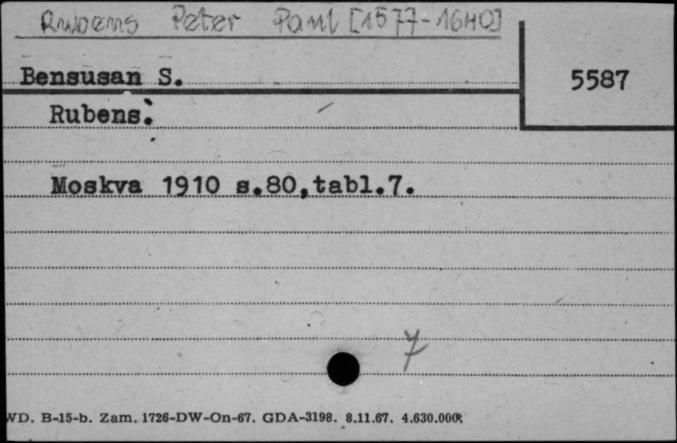 Rubens Peter Paul [1577-1640]
Bensusan S.
5587
Rubens.
Moskva 1910 s.80,tabl.7.
7
WD. B-15-b. Zam. 1726-DW-On-67. GDA-3198. 8.11.67. 4.630.000